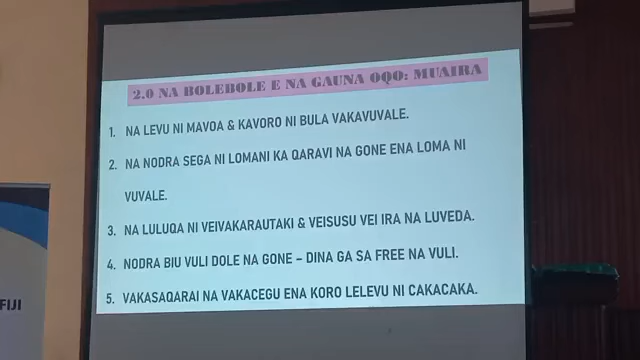 2.0 NA BOLEBOLE E NA GAUNA OQO: MUAIRA
1. NA LEVU NI MAVOA & KAVORO NI BULA VAKAVUVALE.
2. NA NODRA SEGA NI LOMANI KA QARAVI NA GONE ENA LOMA NI
VUVALE.
3. NA LULUQA NI VEIVAKARAUTAKI & VEISUSU VEI IRA NA LUVEDA.
4. NODRA BIU VULI DOLE NA GONE – DINA GA SA FREE NA VULI.
5. VAKASAQARAI NA VAKACEGU ENA KORO LELEVU NI CAKACAKA.
FIJI